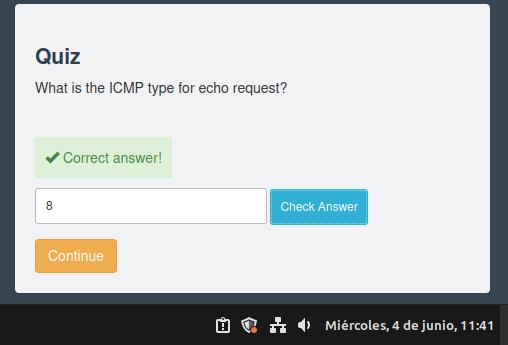 Quiz
What is the ICMP type for echo request?
Correct answer!
8
Check Answer
Continue
Miércoles, 4 de junio, 11:41